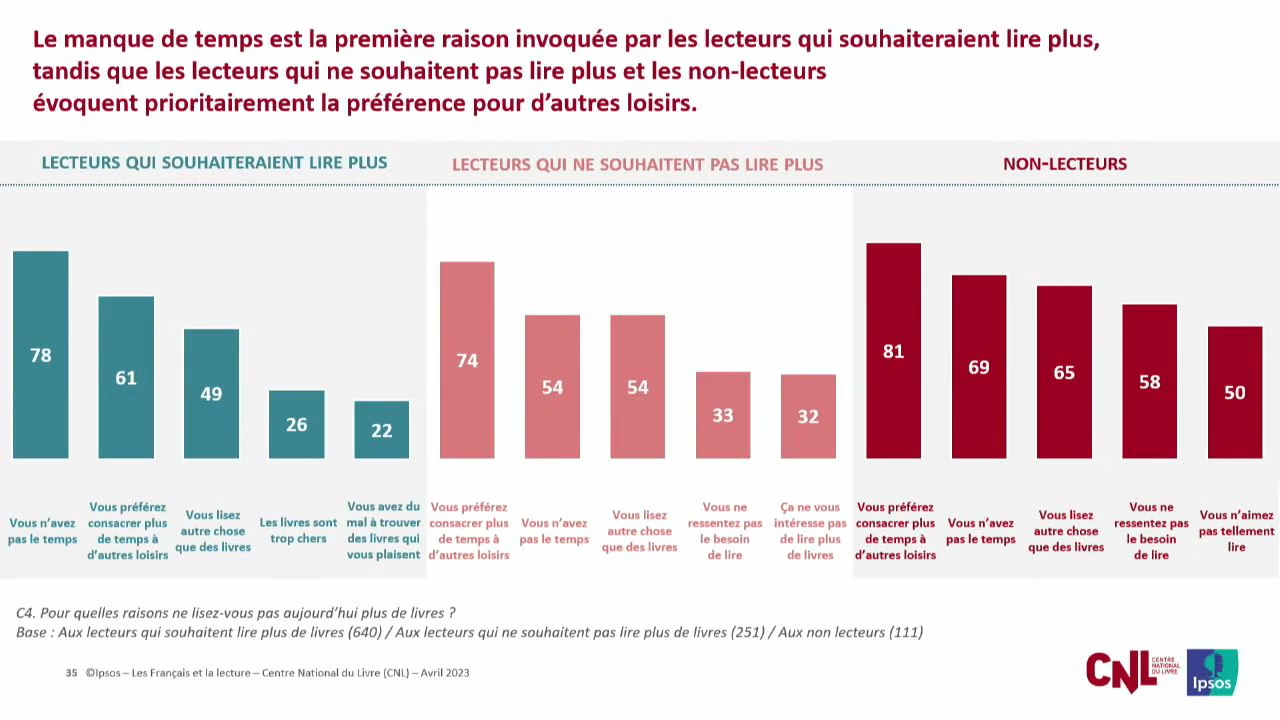 Le manque de temps est la première raison invoquée par les lecteurs qui souhaiteraient lire plus,
tandis que les lecteurs qui ne souhaitent pas lire plus et les non-lecteurs
évoquent prioritairement la préférence pour d’autres loisirs.
LECTEURS QUI SOUHAITERAIENT LIRE PLUS
78
61
49
26
22
Vous n’avez
pas le temps
Vous préférez
consacrer plus
de temps à
d’autres loisirs
Vous lisez
autre chose
que des livres
Les livres sont
trop chers
Vous avez du
mal à trouver
des livres qui
vous plaisent
LECTEURS QUI NE SOUHAITENT PAS LIRE PLUS
74
54
54
33
32
Vous préférez
consacrer plus
de temps à
d’autres loisirs
Vous n’avez
pas le temps
Vous lisez
autre chose
que des livres
Vous ne
ressentez pas
le besoin
de lire
Ça ne vous
intéresse pas
de lire plus
de livres
NON-LECTEURS
81
69
65
58
50
Vous préférez
consacrer plus
de temps à
d’autres loisirs
Vous n’avez
pas le temps
Vous lisez
autre chose
que des livres
Vous ne
ressentez pas
le besoin
de lire
Vous n’aimez
pas tellement
lire
C4. Pour quelles raisons ne lisez-vous pas aujourd’hui plus de livres ?
Base : Aux lecteurs qui souhaitent lire plus de livres (640) / Aux lecteurs qui ne souhaitent pas lire plus de livres (251) / Aux non lecteurs (111)
35 ©Ipsos – Les Français et la lecture – Centre National du Livre (CNL) – Avril 2023
CNL
CENTRE
NATIONAL
DU LIVRE
Ipsos